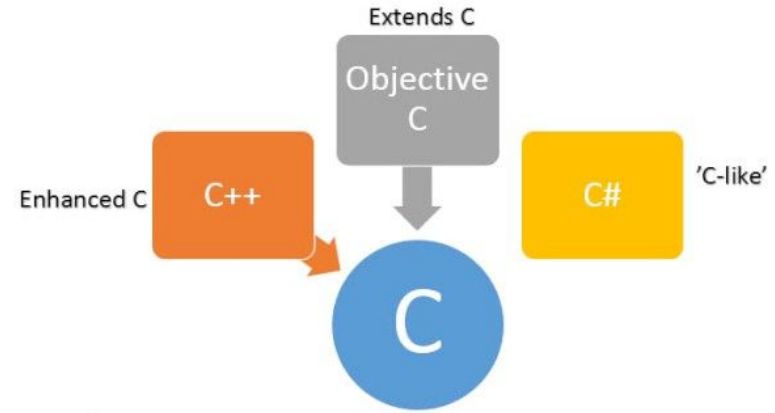 Extends C
Objective
C
Enhanced C
C++
C#
’C-like’
C